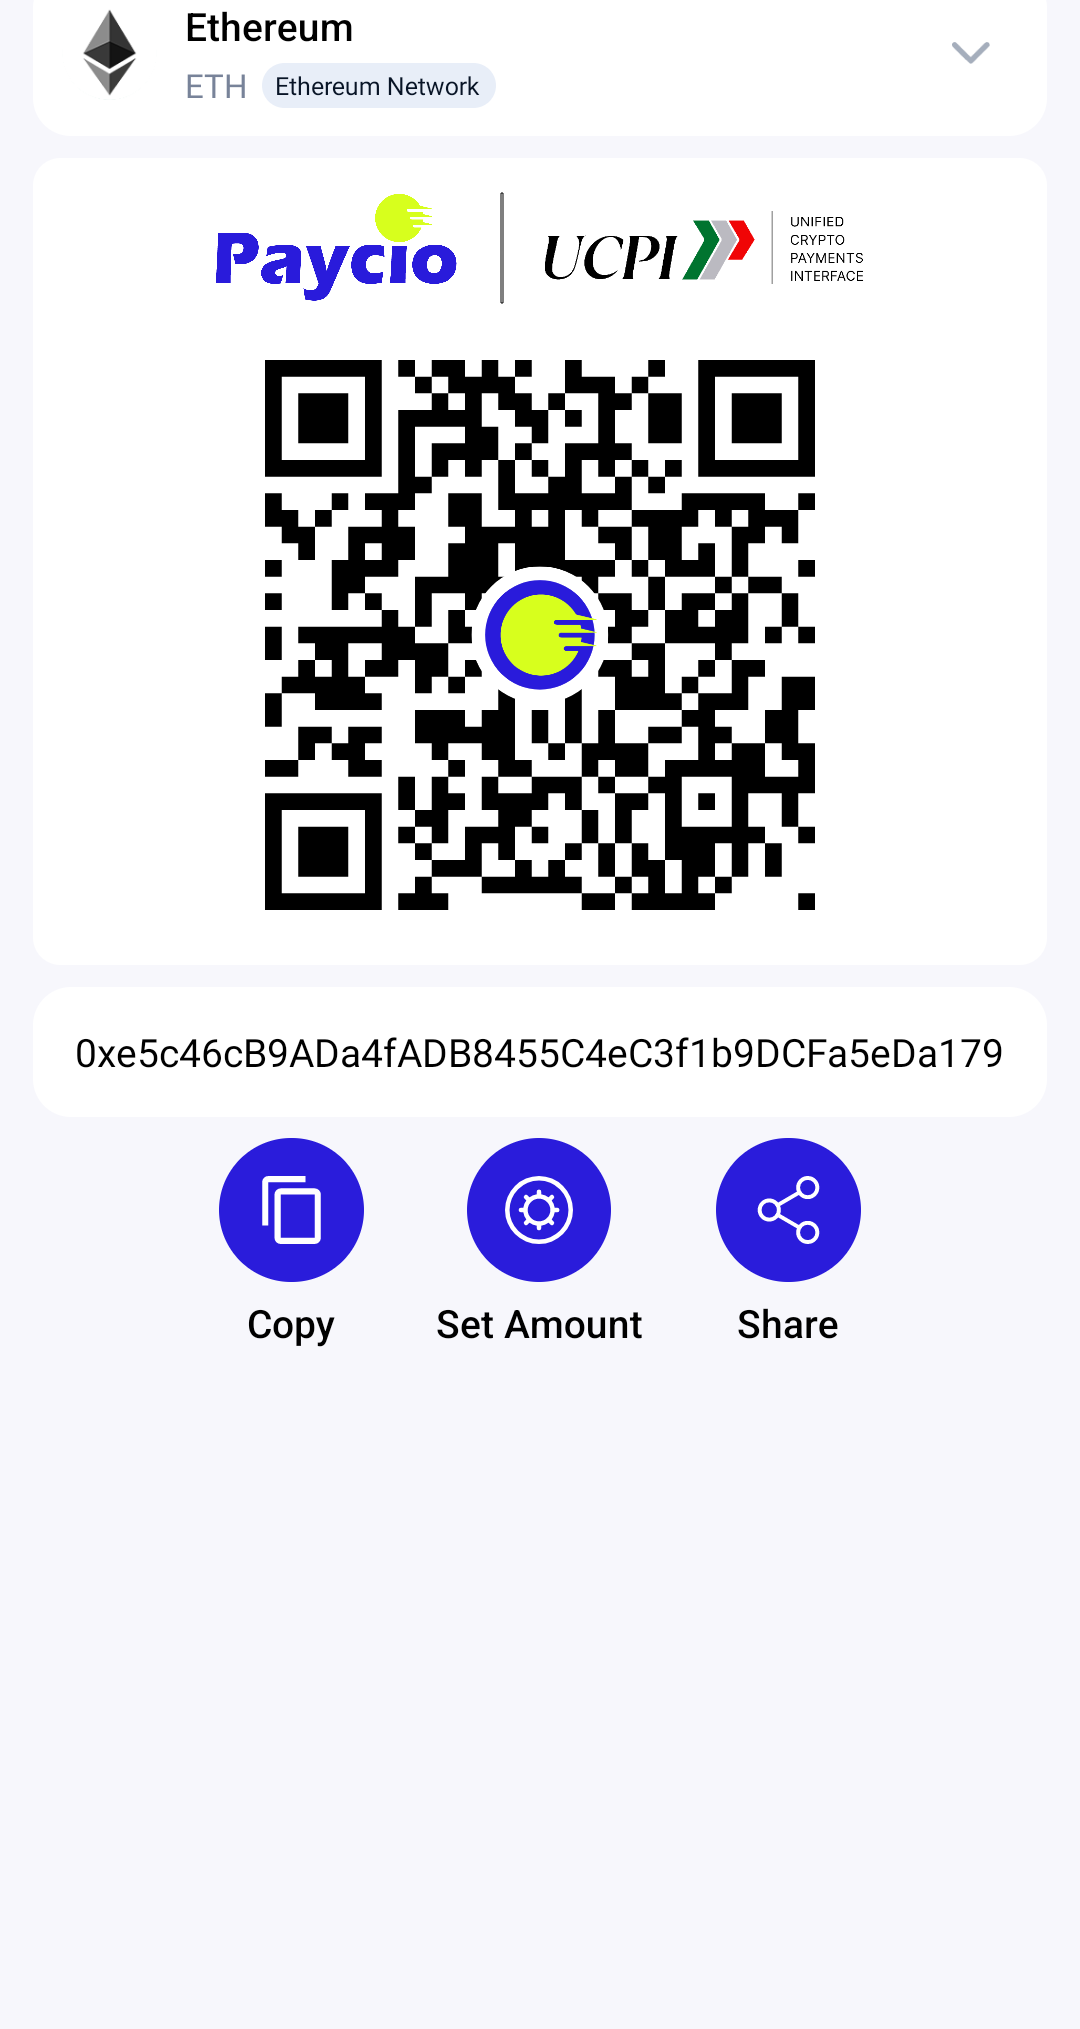 Ethereum
ETH Ethereum Network
Paycio
UCPI
UNIFIED
CRYPTO
PAYMENTS
INTERFACE
0xe5c46cB9ADa4fADB8455C4eC3f1b9DCFa5eDa179
Copy
Set Amount
Share